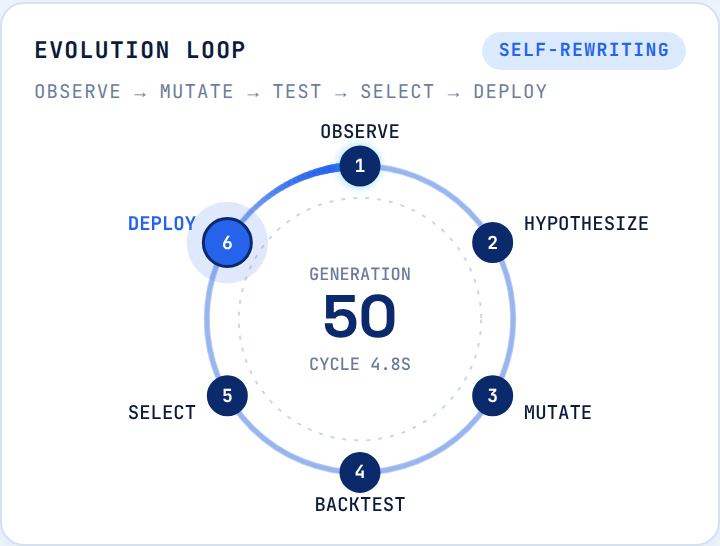 EVOLUTION LOOP
SELF-REWRITING
OBSERVE → MUTATE → TEST → SELECT → DEPLOY
OBSERVE
1
DEPLOY
6
2
HYPOTHESIZE
GENERATION
50
CYCLE 4.8S
SELECT
5
3
MUTATE
4
BACKTEST